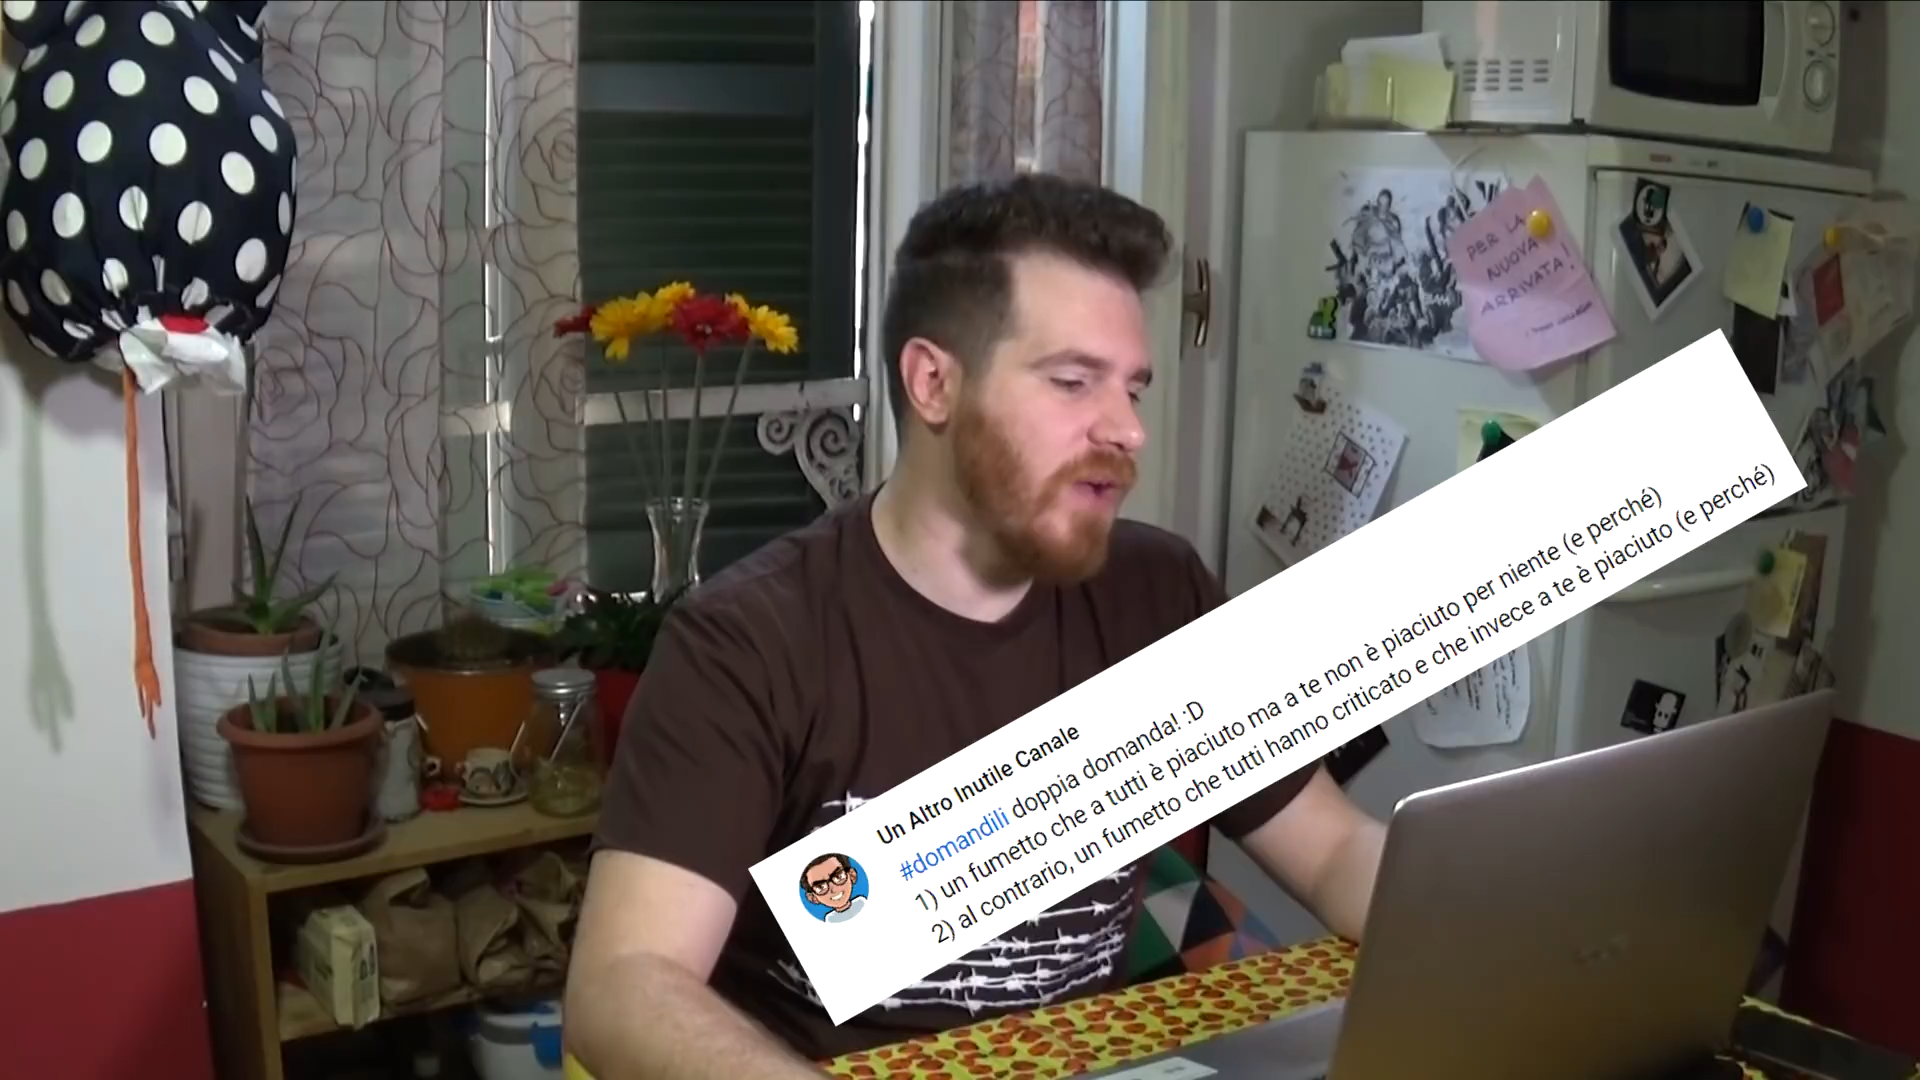 PER LA
NUOVA
ARRIVATA!
Un Altro Inutile Canale
#domandili doppia domanda! :D
1) un fumetto che a tutti è piaciuto ma a te non è piaciuto per niente (e perché)
2) al contrario, un fumetto che tutti hanno criticato e che invece a te è piaciuto (e perché)